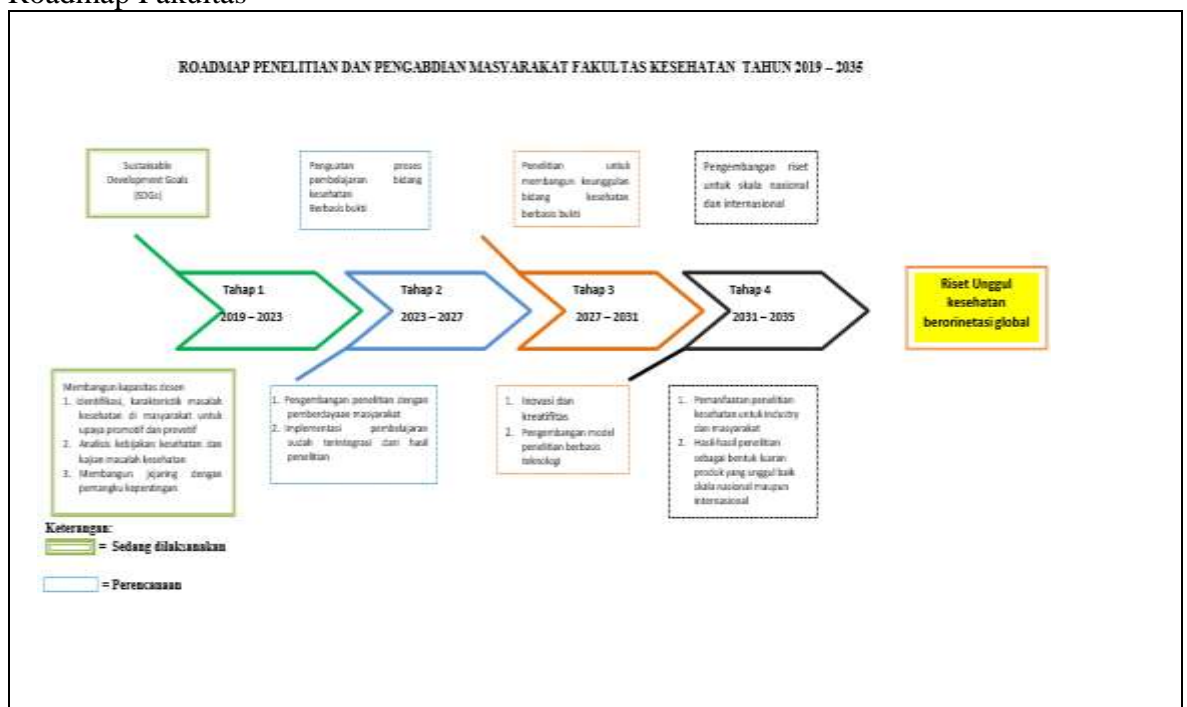 Roadmap Fakultas
ROADMAP PENELITIAN DAN PENGABDIAN MASYARAKAT FAKULTAS KESEHATAN TAHUN 2019 – 2035
Sustainable
Development Goals
(SDGs)
Penguatan proses
pembelajaran bidang
kesehatan
Berbasis bukti
Penelitian untuk
membangun keunggulan
bidang kesehatan
berbasis bukti
Pengembangan riset
untuk skala nasional
dan internasional
Tahap 1
2019 – 2023
Tahap 2
2023 – 2027
Tahap 3
2027 – 2031
Tahap 4
2031 – 2035
Riset Unggul
kesehatan
berorinetasi global
Membangun kapasitas dosen
1. Identifikasi, karakteristik masalah
kesehatan di masyarakat untuk
upaya promotif dan prevotif
2. Analisis kebijakan kesehatan dan
kajian masalah kesehatan
3. Membangun jejaring dengan
pemangku kepentingan
1. Pengembangan penelitian dengan
pemberdayaan masyarakat
2. Implementasi pembelajaran
sudah terintegrasi dari hasil
penelitian
1. Inovasi dan
kreatifitas
2. Pengembangan model
penelitian berbasis
teknologi
1. Pemanfaatan penelitian
kesehatan untuk industry
dan masyarakat
2. Hasil-hasil penelitian
sebagai bentuk luaran
produk yang unggul baik
skala nasional maupun
internasional
Keterangan:
= Sedang dilaksanakan
= Perencanaan